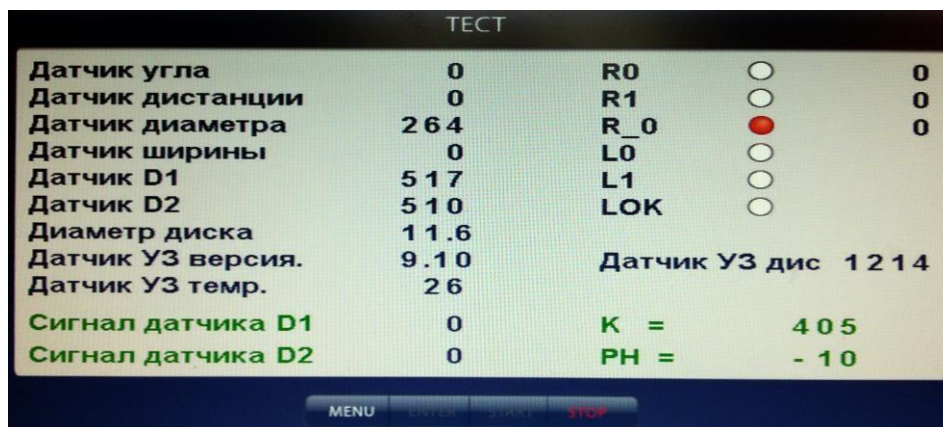 ТЕСТ
Датчик угла 0 R0 0
Датчик дистанции 0 R1 0
Датчик диаметра 264 R_0 0
Датчик ширины 0 L0
Датчик D1 517 L1
Датчик D2 510 LOK
Диаметр диска 11.6
Датчик УЗ версия. 9.10 Датчик УЗ дис 1214
Датчик УЗ темр. 26
Сигнал датчика D1 0 K = 405
Сигнал датчика D2 0 PH = - 10
MENU ENTER START STOP